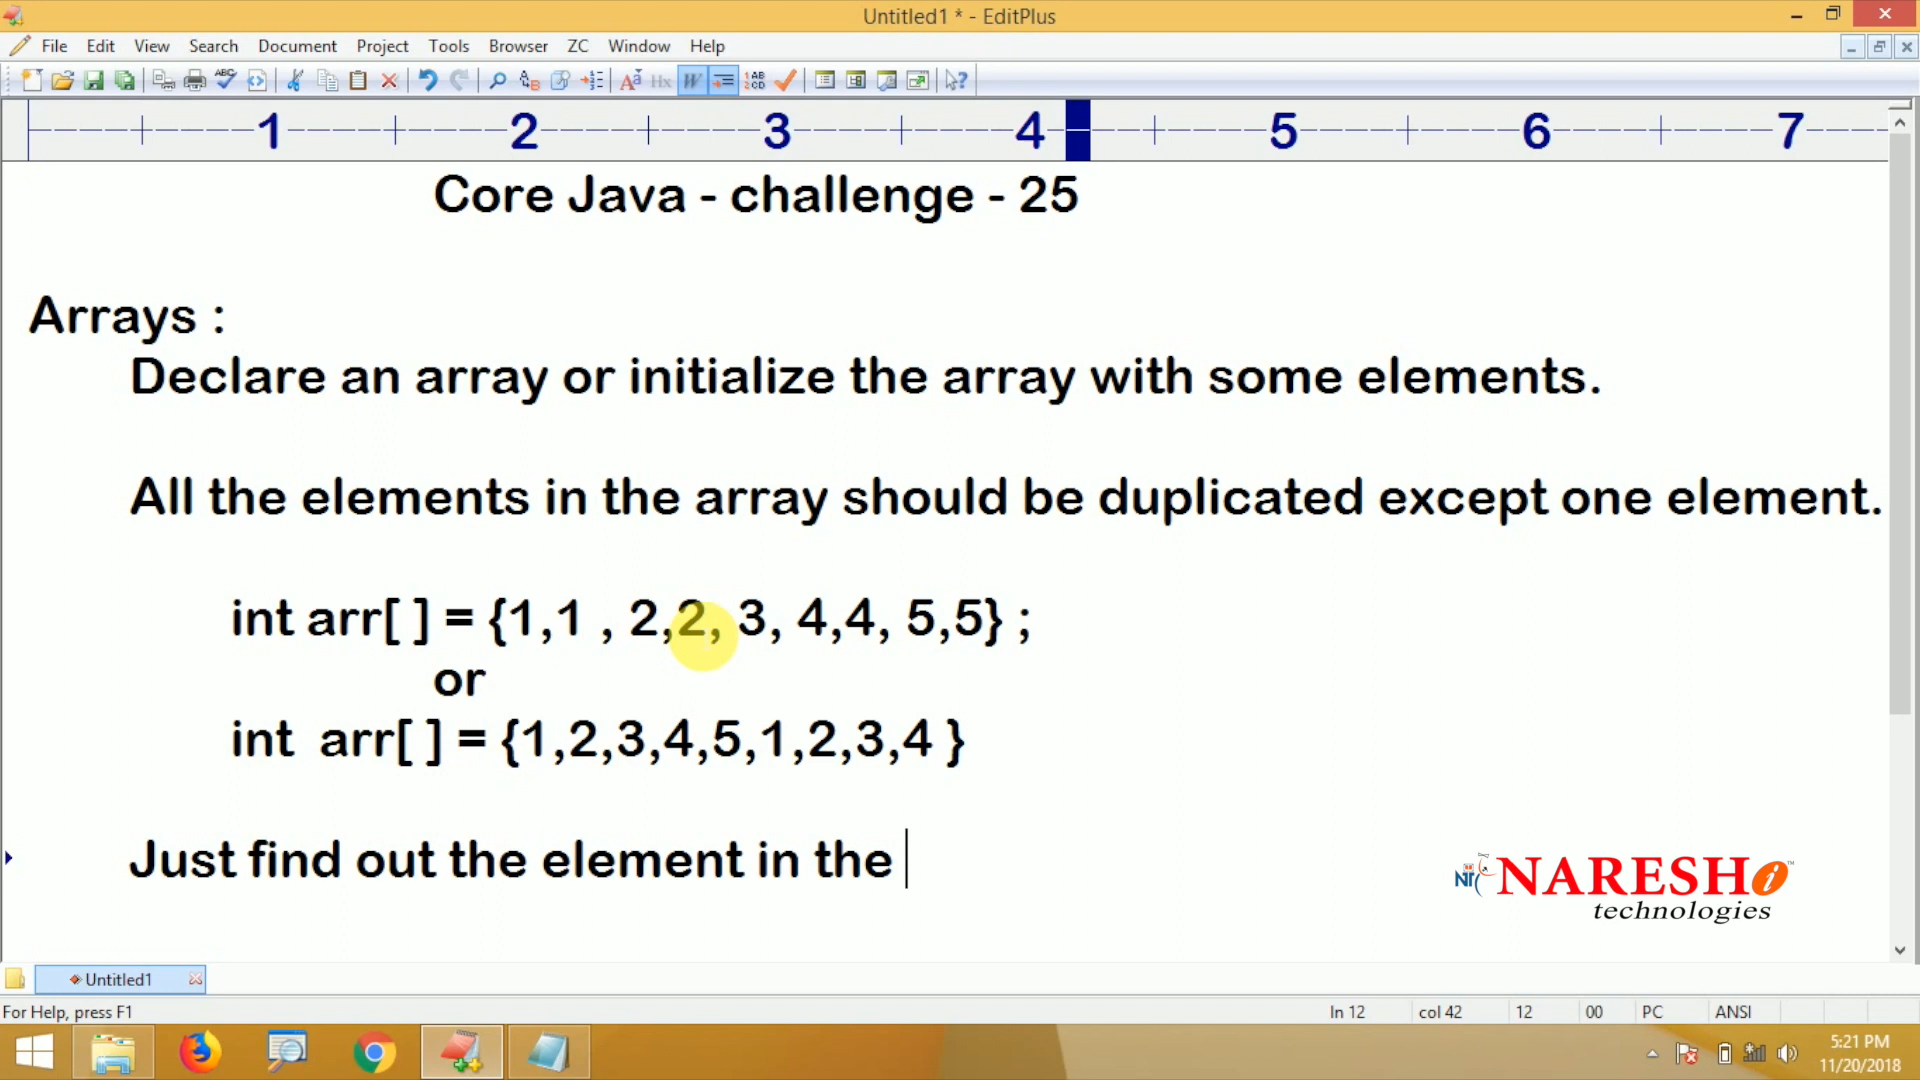 Untitled1 * - EditPlus
File Edit View Search Document Project Tools Browser ZC Window Help
1 2 3 4 5 6 7
Core Java - challenge - 25
Arrays :
Declare an array or initialize the array with some elements.
All the elements in the array should be duplicated except one element.
int arr[ ] = {1,1 , 2,2, 3, 4,4, 5,5} ;
or
int  arr[ ] = {1,2,3,4,5,1,2,3,4 }
Just find out the element in the
NARESHi
technologies
Untitled1
For Help, press F1 ln 12 col 42 12 00 PC ANSI
5:21 PM
11/20/2018